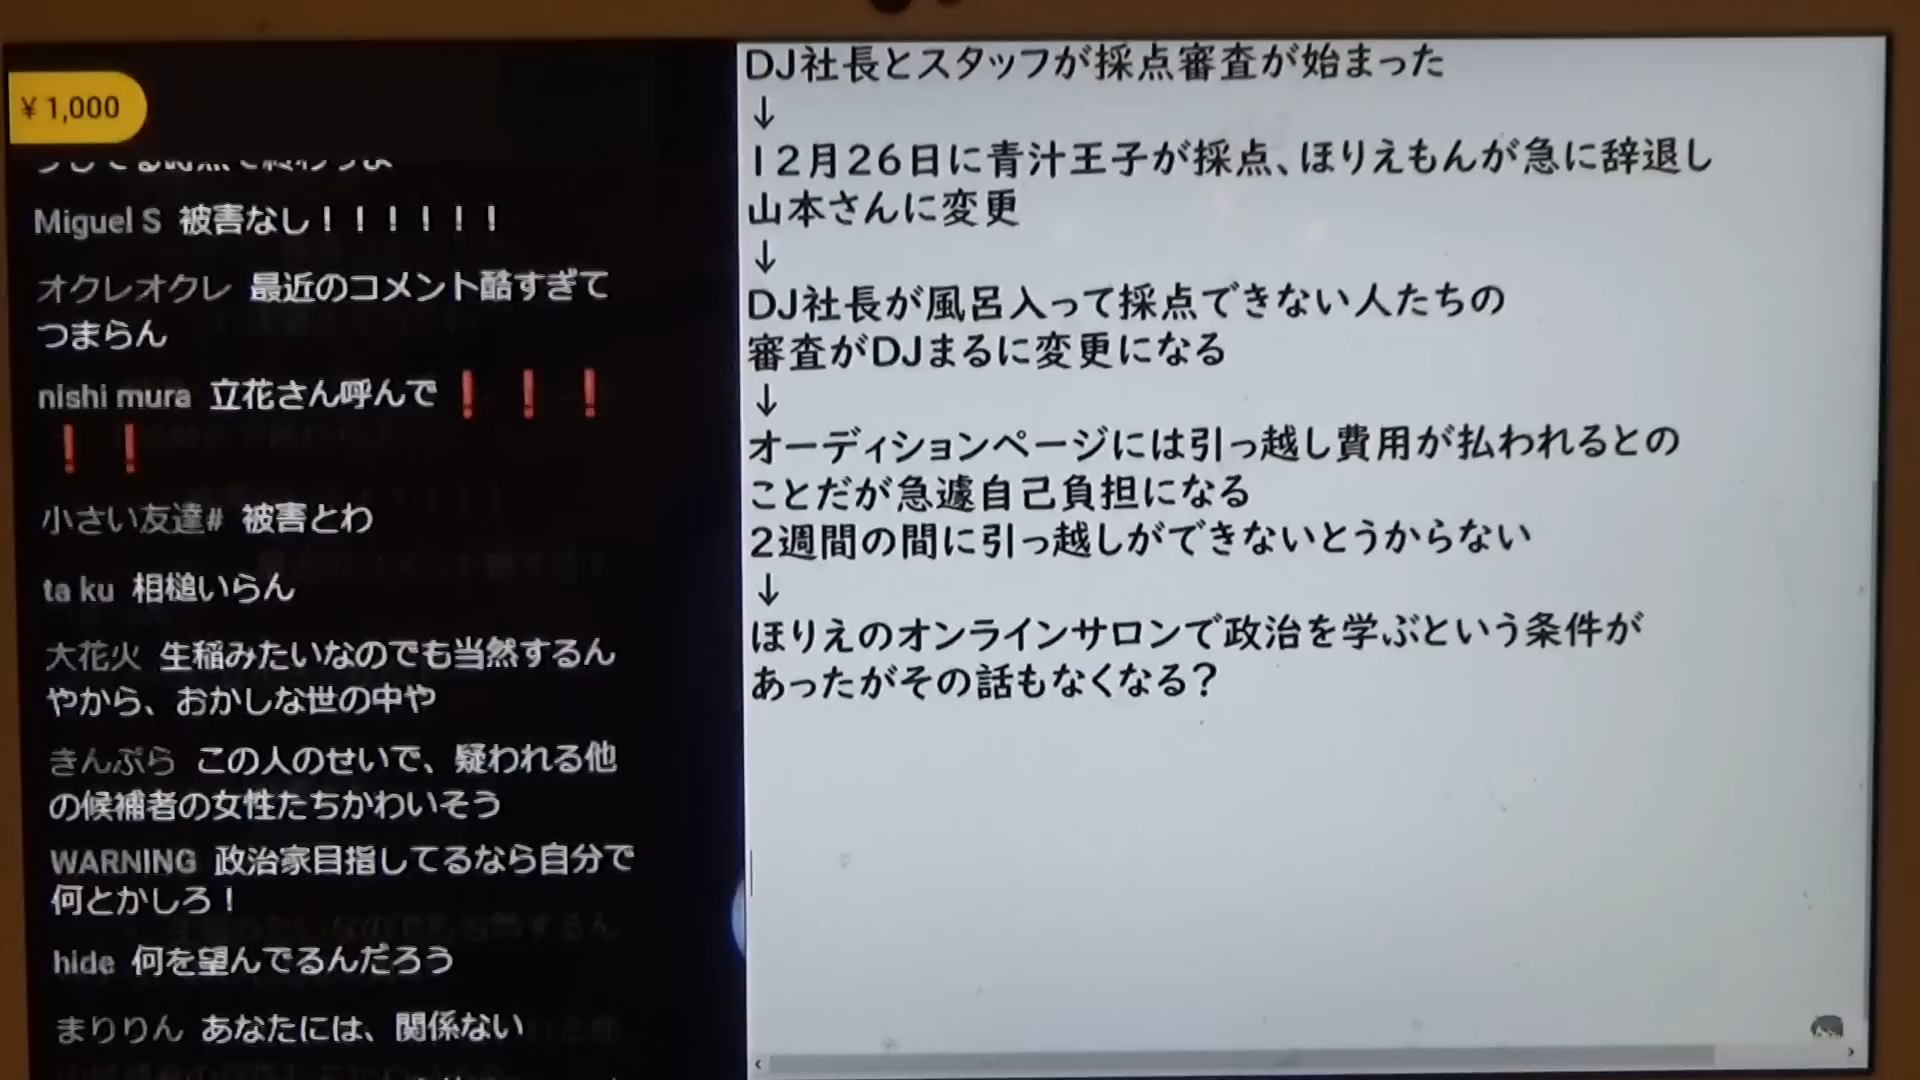 ¥1,000
Miguel S 被害なし！！！！！！
オクレオクレ 最近のコメント酷すぎて
つまらん
nishi mura 立花さん呼んで❗❗❗
❗❗
小さい友達# 被害とわ
ta ku 相槌いらん
大花火 生稲みたいなのでも当然するん
やから、おかしな世の中や
きんぷら この人のせいで、疑われる他
の候補者の女性たちかわいそう
WARNING 政治家目指してるなら自分で
何とかしろ！
hide 何を望んでるんだろう
まりりん あなたには、関係ない
DJ社長とスタッフが採点審査が始まった
↓
12月26日に青汁王子が採点、ほりえもんが急に辞退し
山本さんに変更
↓
DJ社長が風呂入って採点できない人たちの
審査がDJまるに変更になる
↓
オーディションページには引っ越し費用が払われるとの
ことだが急遽自己負担になる
2週間の間に引っ越しができないとうからない
↓
ほりえのオンラインサロンで政治を学ぶという条件が
あったがその話もなくなる？